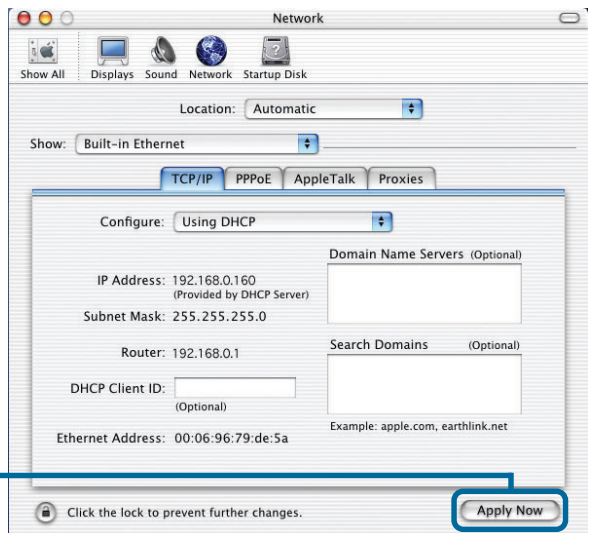 Network
Show All Displays Sound Network Startup Disk
Location: Automatic
Show: Built-in Ethernet
TCP/IP PPPoE AppleTalk Proxies
Configure: Using DHCP
Domain Name Servers (Optional)
IP Address: 192.168.0.160
(Provided by DHCP Server)
Subnet Mask: 255.255.255.0
Search Domains (Optional)
Router: 192.168.0.1
DHCP Client ID:
(Optional)
Example: apple.com, earthlink.net
Ethernet Address: 00:06:96:79:de:5a
Click the lock to prevent further changes.
Apply Now